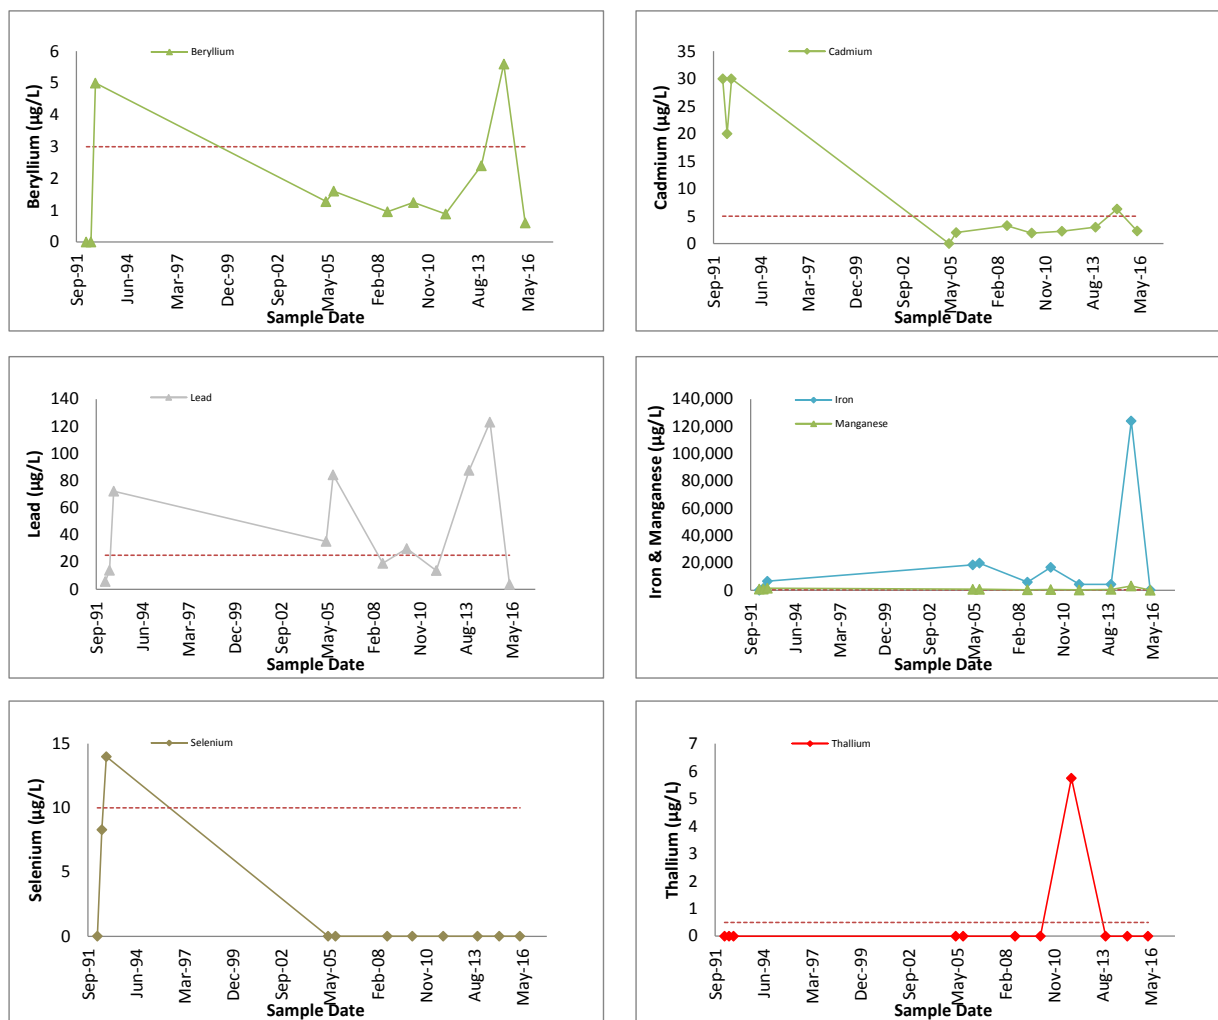 Beryllium
Beryllium (µg/L)
6
5
4
3
2
1
0
Sep-91
Jun-94
Mar-97
Dec-99
Sep-02
May-05
Feb-08
Nov-10
Aug-13
May-16
Sample Date
Cadmium
Cadmium (µg/L)
35
30
25
20
15
10
5
0
Sep-91
Jun-94
Mar-97
Dec-99
Sep-02
May-05
Feb-08
Nov-10
Aug-13
May-16
Sample Date
Lead
Lead (µg/L)
140
120
100
80
60
40
20
0
Sep-91
Jun-94
Mar-97
Dec-99
Sep-02
May-05
Feb-08
Nov-10
Aug-13
May-16
Sample Date
Iron
Manganese
Iron & Manganese (µg/L)
140,000
120,000
100,000
80,000
60,000
40,000
20,000
0
Sep-91
Jun-94
Mar-97
Dec-99
Sep-02
May-05
Feb-08
Nov-10
Aug-13
May-16
Sample Date
Selenium
Selenium (µg/L)
15
10
5
0
Sep-91
Jun-94
Mar-97
Dec-99
Sep-02
May-05
Feb-08
Nov-10
Aug-13
May-16
Sample Date
Thallium
Thallium (µg/L)
7
6
5
4
3
2
1
0
Sep-91
Jun-94
Mar-97
Dec-99
Sep-02
May-05
Feb-08
Nov-10
Aug-13
May-16
Sample Date